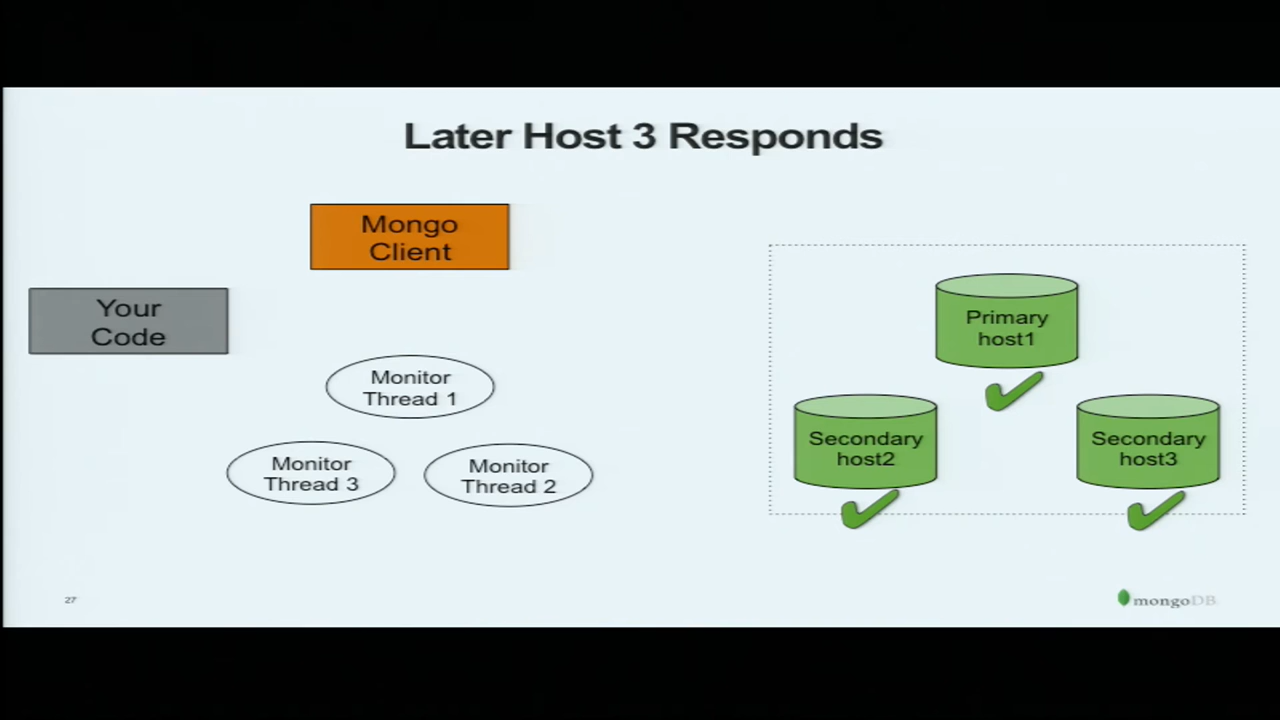 Later Host 3 Responds
Mongo
Client
Your
Code
Monitor
Thread 1
Monitor
Thread 3
Monitor
Thread 2
Primary
host1
Secondary
host2
Secondary
host3
27
mongoDB